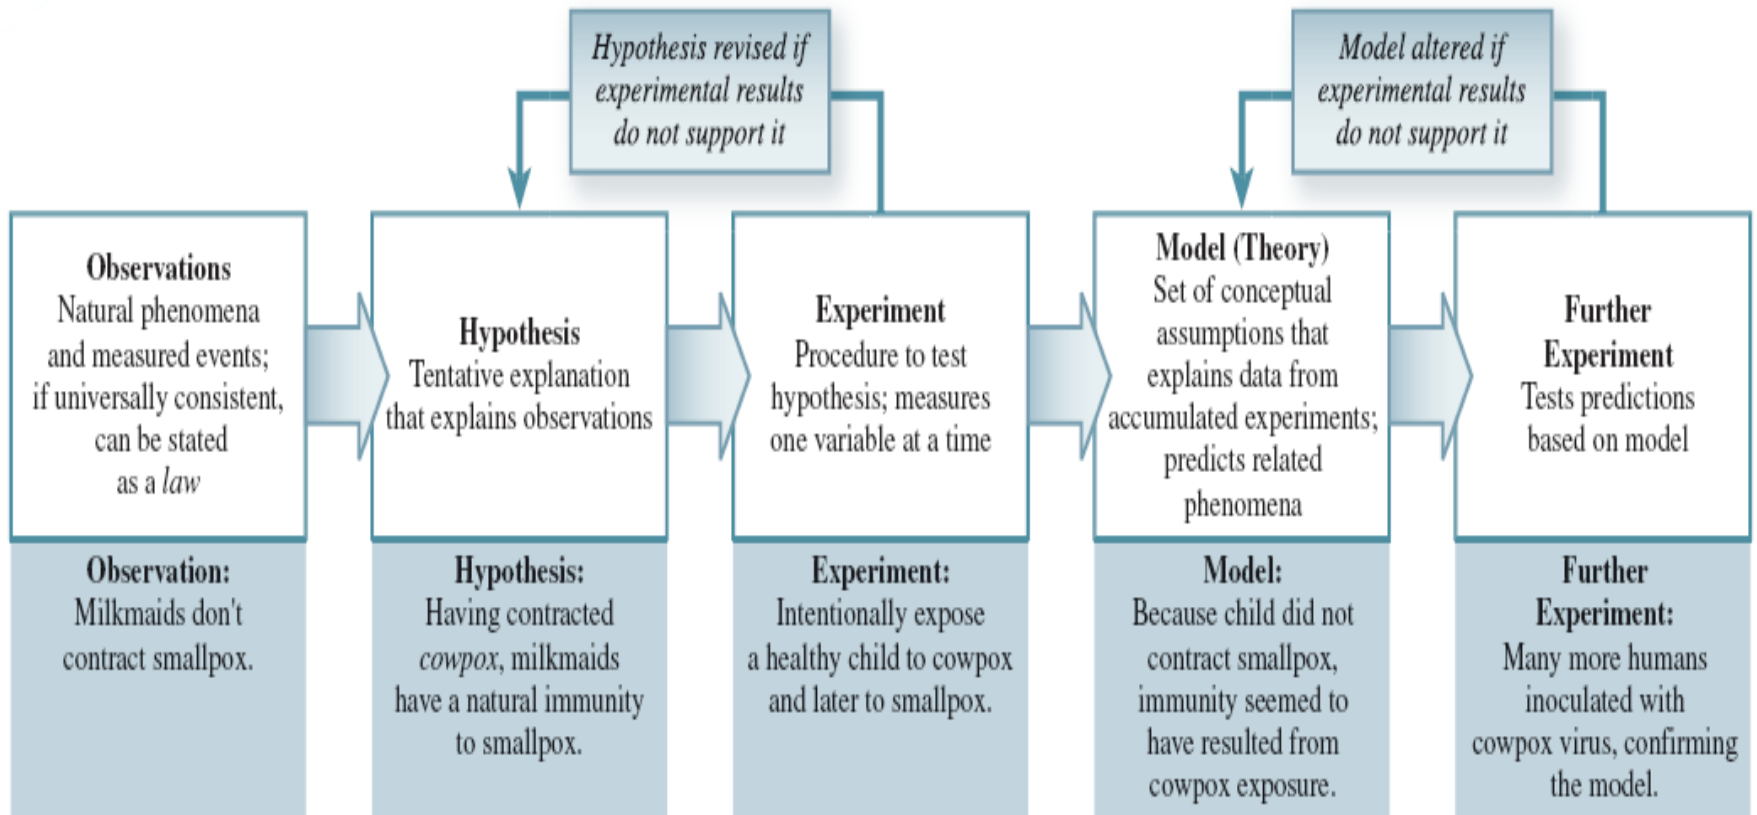 Hypothesis revised if
experimental results
do not support it
Model altered if
experimental results
do not support it
Observations
Natural phenomena
and measured events;
if universally consistent,
can be stated
as a law
Hypothesis
Tentative explanation
that explains observations
Experiment
Procedure to test
hypothesis; measures
one variable at a time
Model (Theory)
Set of conceptual
assumptions that
explains data from
accumulated experiments;
predicts related
phenomena
Further
Experiment
Tests predictions
based on model
Observation:
Milkmaids don't
contract smallpox.
Hypothesis:
Having contracted
cowpox, milkmaids
have a natural immunity
to smallpox.
Experiment:
Intentionally expose
a healthy child to cowpox
and later to smallpox.
Model:
Because child did not
contract smallpox,
immunity seemed to
have resulted from
cowpox exposure.
Further
Experiment:
Many more humans
inoculated with
cowpox virus, confirming
the model.